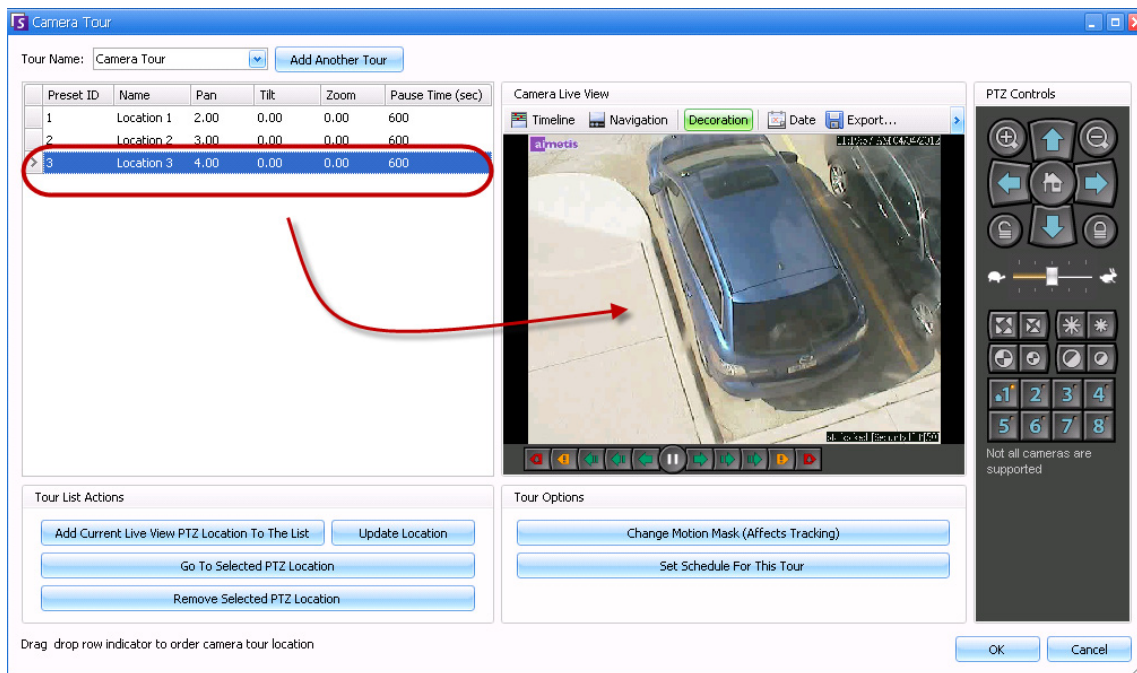 Camera Tour
Tour Name: Camera Tour Add Another Tour
Preset ID Name Pan Tilt Zoom Pause Time (sec)
1 Location 1 2.00 0.00 0.00 600
2 Location 2 3.00 0.00 0.00 600
3 Location 3 4.00 0.00 0.00 600
Camera Live View
Timeline Navigation Decoration Date Export...
aimetis
04/04/2012
PTZ Controls
1 2 3 4
5 6 7 8
Not all cameras are
supported
Tour List Actions
Add Current Live View PTZ Location To The List Update Location
Go To Selected PTZ Location
Remove Selected PTZ Location
Tour Options
Change Motion Mask (Affects Tracking)
Set Schedule For This Tour
Drag drop row indicator to order camera tour location
OK Cancel